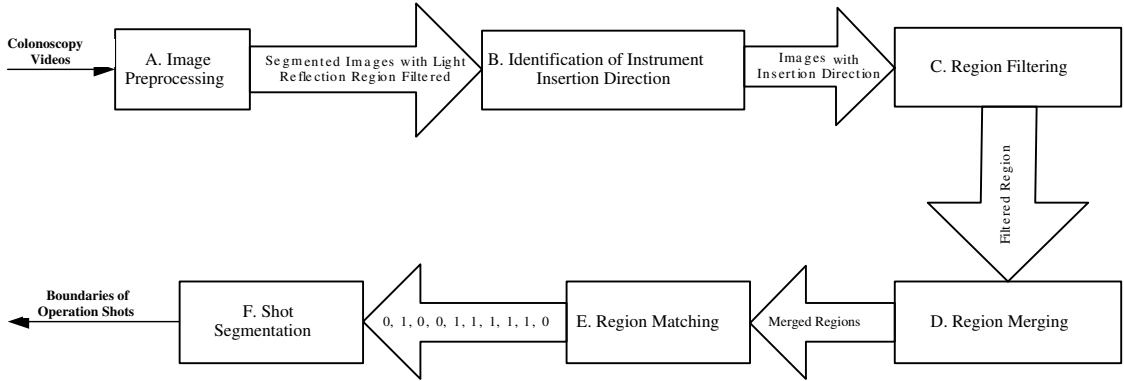 Colonoscopy
Videos
A. Image
Preprocessing
Segmented Images with Light
Reflection Region Filtered
B. Identification of Instrument
Insertion Direction
Images with
Insertion Direction
C. Region Filtering
Filtered Region
D. Region Merging
Merged Regions
E. Region Matching
0, 1, 0, 0, 1, 1, 1, 1, 1, 0
F. Shot
Segmentation
Boundaries of
Operation Shots